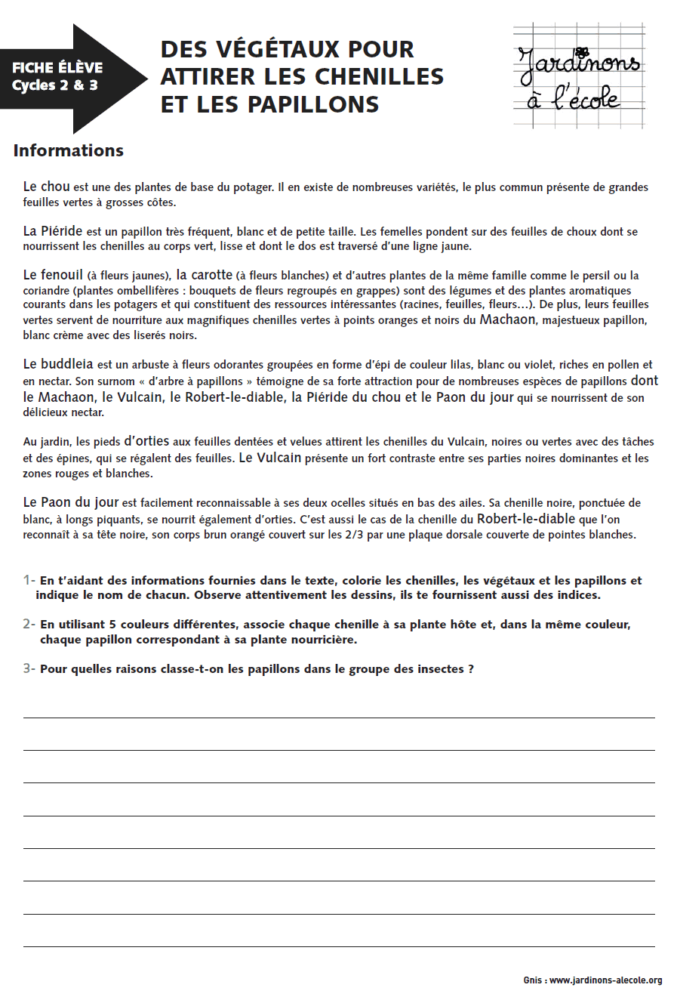 FICHE ÉLÈVE
Cycles 2 & 3
DES VÉGÉTAUX POUR
ATTIRER LES CHENILLES
ET LES PAPILLONS
Jardinons
à l'école
Informations
Le chou est une des plantes de base du potager. Il en existe de nombreuses variétés, le plus commun présente de grandes
feuilles vertes à grosses côtes.
La Piéride est un papillon très fréquent, blanc et de petite taille. Les femelles pondent sur des feuilles de choux dont se
nourrissent les chenilles au corps vert, lisse et dont le dos est traversé d'une ligne jaune.
Le fenouil (à fleurs jaunes), la carotte (à fleurs blanches) et d'autres plantes de la même famille comme le persil ou la
coriandre (plantes ombellifères : bouquets de fleurs regroupés en grappes) sont des légumes et des plantes aromatiques
courants dans les potagers et qui constituent des ressources intéressantes (racines, feuilles, fleurs...). De plus, leurs feuilles
vertes servent de nourriture aux magnifiques chenilles vertes à points oranges et noirs du Machaon, majestueux papillon,
blanc crème avec des liserés noirs.
Le buddleia est un arbuste à fleurs odorantes groupées en forme d'épi de couleur lilas, blanc ou violet, riches en pollen et
en nectar. Son surnom « d'arbre à papillons » témoigne de sa forte attraction pour de nombreuses espèces de papillons dont
le Machaon, le Vulcain, le Robert-le-diable, la Piéride du chou et le Paon du jour qui se nourrissent de son
délicieux nectar.
Au jardin, les pieds d'orties aux feuilles dentées et velues attirent les chenilles du Vulcain, noires ou vertes avec des tâches
et des épines, qui se régalent des feuilles. Le Vulcain présente un fort contraste entre ses parties noires dominantes et les
zones rouges et blanches.
Le Paon du jour est facilement reconnaissable à ses deux ocelles situés en bas des ailes. Sa chenille noire, ponctuée de
blanc, à longs piquants, se nourrit également d'orties. C'est aussi le cas de la chenille du Robert-le-diable que l'on
reconnaît à sa tête noire, son corps brun orangé couvert sur les 2/3 par une plaque dorsale couverte de pointes blanches.
1- En t'aidant des informations fournies dans le texte, colorie les chenilles, les végétaux et les papillons et
indique le nom de chacun. Observe attentivement les dessins, ils te fournissent aussi des indices.
2- En utilisant 5 couleurs différentes, associe chaque chenille à sa plante hôte et, dans la même couleur,
chaque papillon correspondant à sa plante nourricière.
3- Pour quelles raisons classe-t-on les papillons dans le groupe des insectes ?
Gnis : www.jardinons-alecole.org